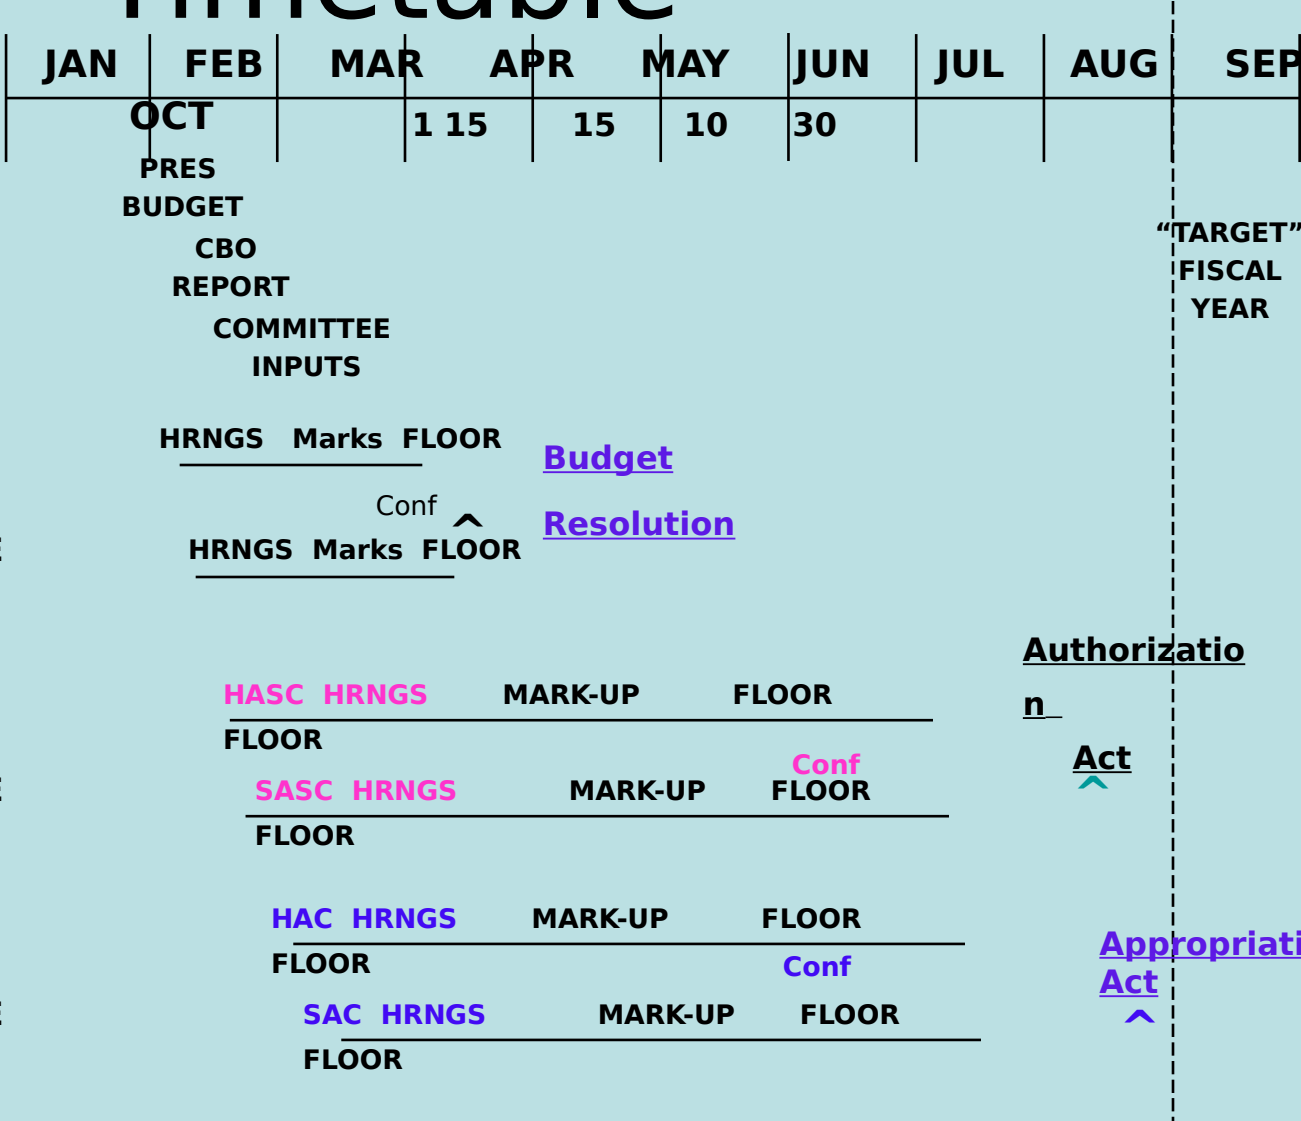 Timetable
JAN FEB MAR APR MAY JUN JUL AUG SEP
OCT
1 15 15 10 30
PRES
BUDGET
CBO
REPORT
COMMITTEE
INPUTS
“TARGET”
FISCAL
YEAR
HRNGS Marks FLOOR
Budget
Conf ^
Resolution
HRNGS Marks FLOOR
Authorizatio
n_
Act
^
HASC HRNGS MARK-UP FLOOR
FLOOR
Conf
SASC HRNGS MARK-UP FLOOR
FLOOR
HAC HRNGS MARK-UP FLOOR
FLOOR
Conf
Appropriati
Act
^
SAC HRNGS MARK-UP FLOOR
FLOOR